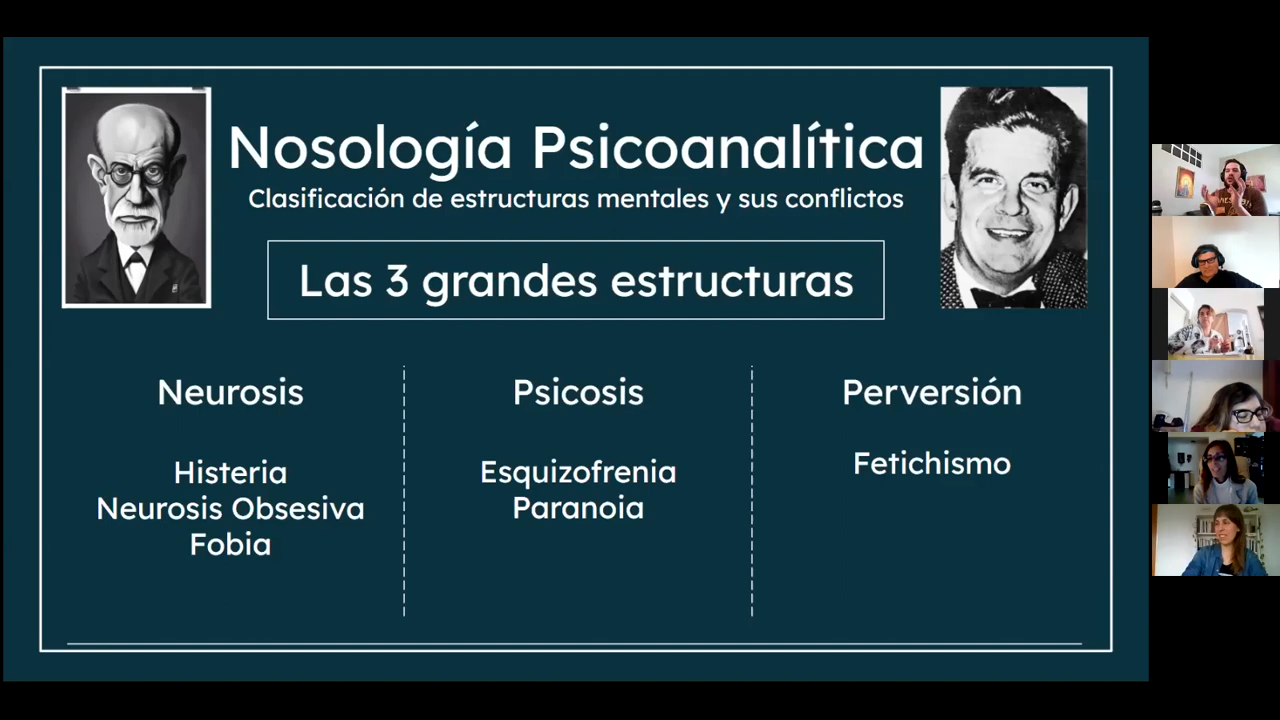 Nosología Psicoanalítica
Clasificación de estructuras mentales y sus conflictos
Las 3 grandes estructuras
Neurosis
Histeria
Neurosis Obsesiva
Fobia
Psicosis
Esquizofrenia
Paranoia
Perversión
Fetichismo